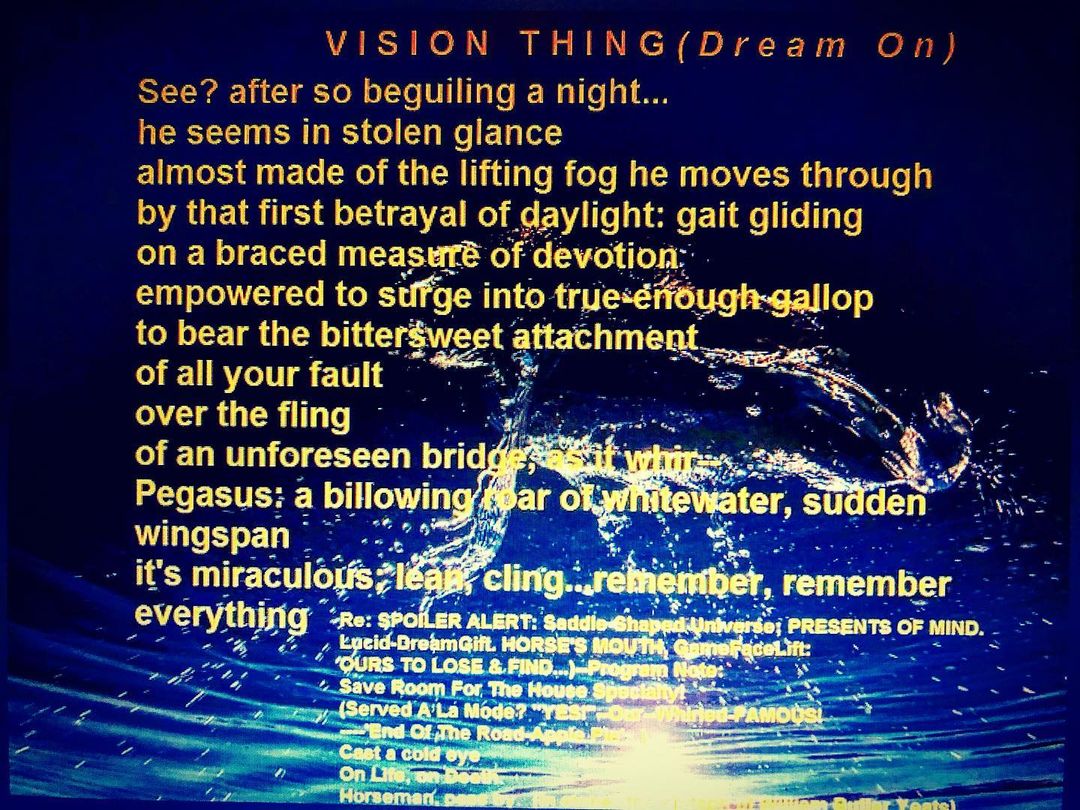 VISION THING (Dream On)
See? after so beguiling a night...
he seems in stolen glance
almost made of the lifting fog he moves through
by that first betrayal of daylight: gait gliding
on a braced measure of devotion
empowered to surge into true-enough gallop
to bear the bittersweet attachment
of all your fault
over the fling
of an unforeseen bridge, as it whir--
Pegasus: a billowing roar of whitewater, sudden
wingspan
it's miraculous; lean, cling...remember, remember
everything
Re: SPOILER ALERT: Saddle-Shaped Universe; PRESENTS OF MIND.
Lucid-DreamGift. HORSE'S MOUTH, GameFaceLift:
OURS TO LOSE & FIND...)--Program Note:
Save Room For The House Specialty!
(Served A La Mode? "YES!"--Our--Whirled-FAMOUS!
----"End Of The Road-Apple Pie"
Cast a cold eye
On Life, on Death
Horseman, pass by. of William Butler Yeats)